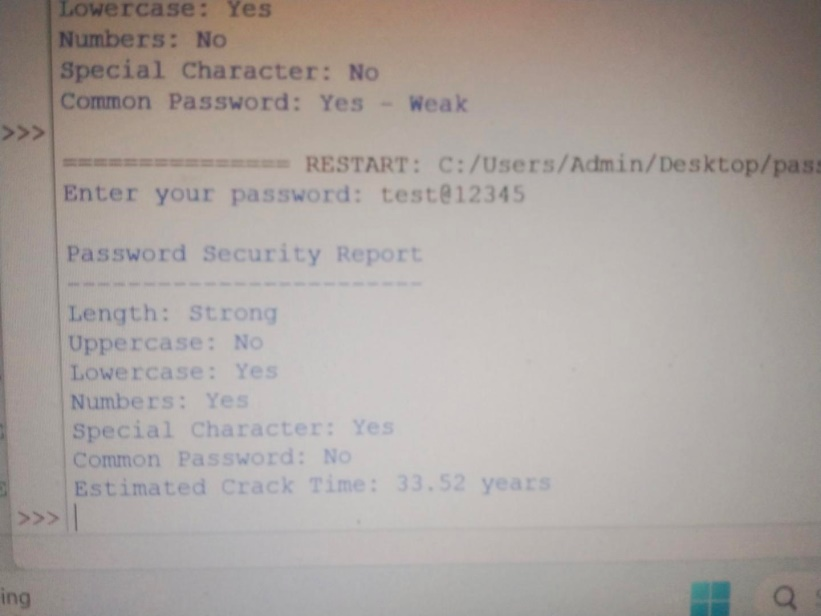 Lowercase: Yes
Numbers: No
Special Character: No
Common Password: Yes - Weak
>>>
=============== RESTART: C:/Users/Admin/Desktop/pass
Enter your password: test@12345
Password Security Report
------------------------
Length: Strong
Uppercase: No
Lowercase: Yes
Numbers: Yes
Special Character: Yes
Common Password: No
Estimated Crack Time: 33.52 years
>>>
ing